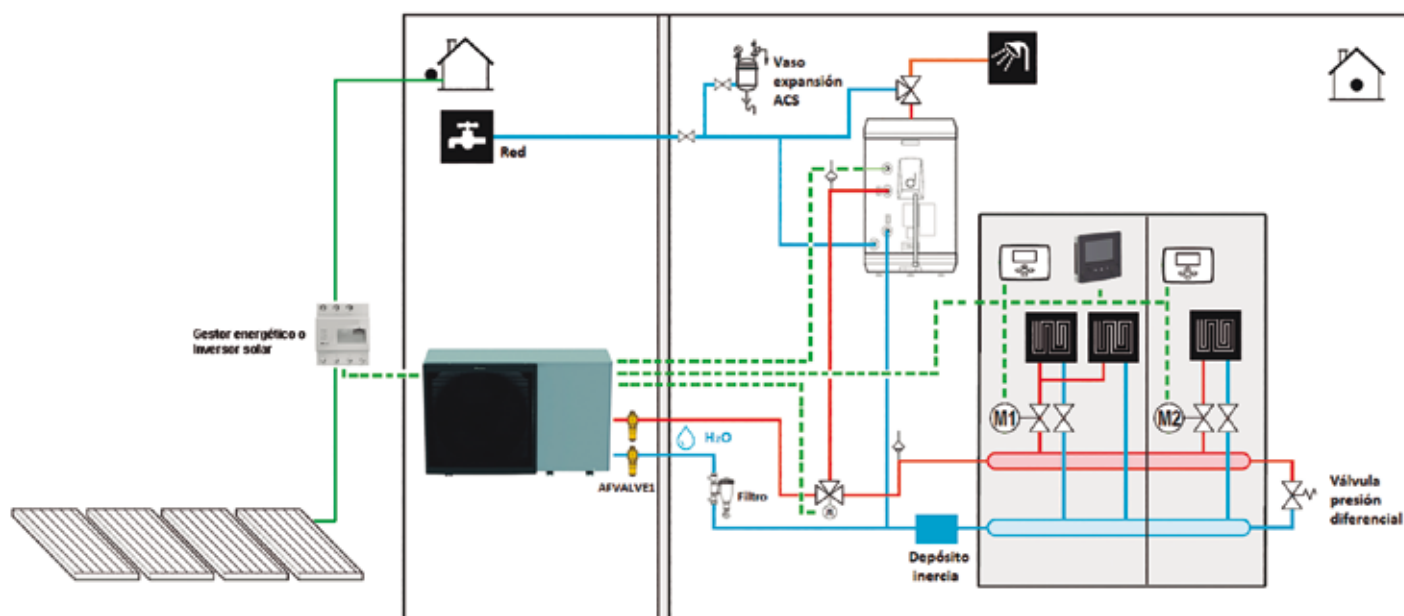 Vaso
expansión
ACS
Red
Gestor energético o
Inversor solar
AFVALVE1
H₂O
Filtro
M1
M2
Depósito
inercia
Válvula
presión
diferencial